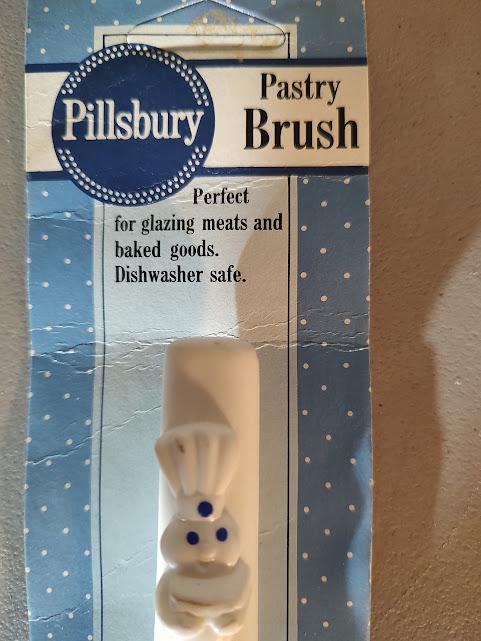 Pillsbury
Pastry
Brush
Perfect
for glazing meats and
baked goods.
Dishwasher safe.